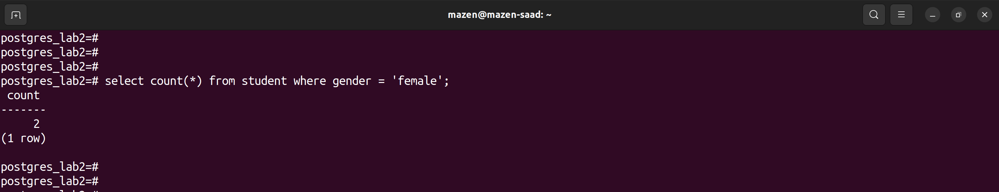 mazen@mazen-saad: ~
postgres_lab2=#
postgres_lab2=#
postgres_lab2=#
postgres_lab2=# select count(*) from student where gender = 'female';
 count
-------
     2
(1 row)

postgres_lab2=#
postgres_lab2=#